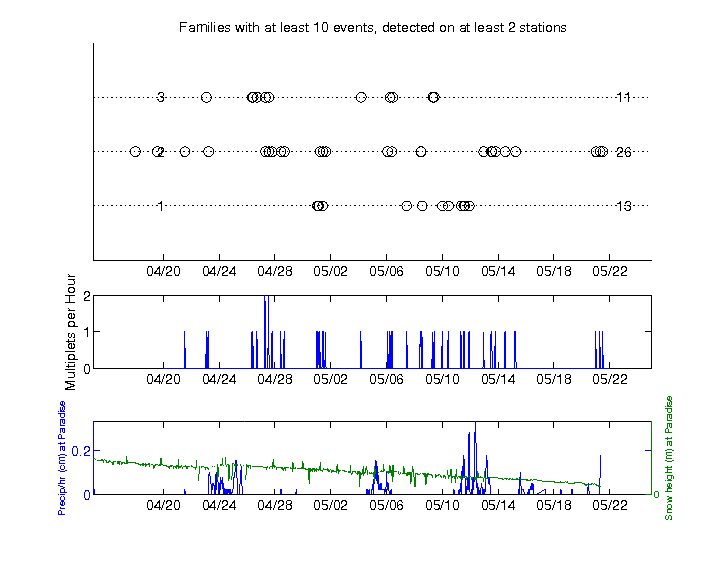 Families with at least 10 events, detected on at least 2 stations
3 11
2 26
1 13
04/20 04/24 04/28 05/02 05/06 05/10 05/14 05/18 05/22
Multiplets per Hour
2
1
0
04/20 04/24 04/28 05/02 05/06 05/10 05/14 05/18 05/22
Precip/hr (cm) at Paradise
0.2
0
0
Snow height (m) at Paradise
04/20 04/24 04/28 05/02 05/06 05/10 05/14 05/18 05/22